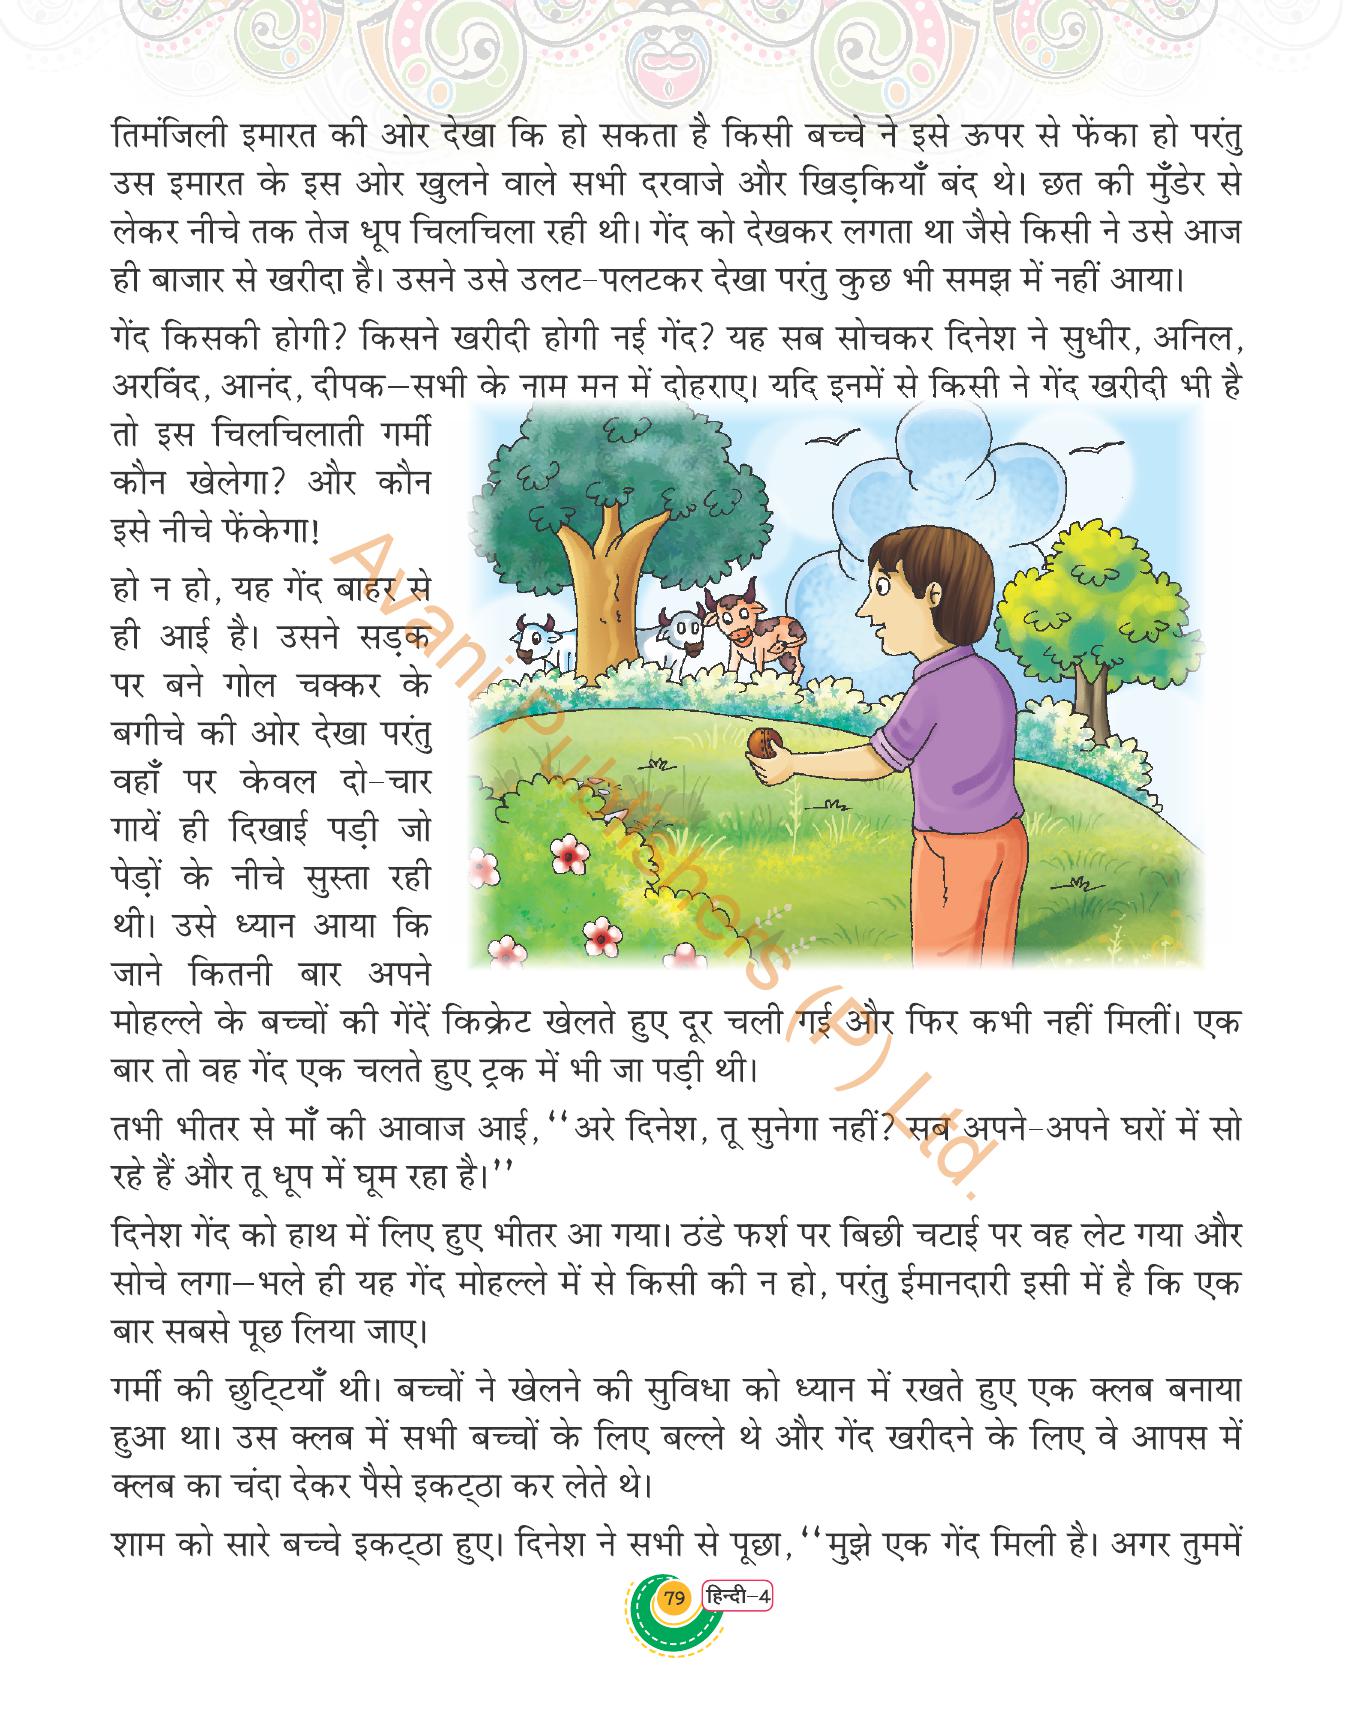 तिमंजिली इमारत की ओर देखा कि हो सकता है किसी बच्चे ने इसे ऊपर से फेंका हो परंतु
उस इमारत के इस ओर खुलने वाले सभी दरवाजे और खिड़कियाँ बंद थे। छत की मुँडेर से
लेकर नीचे तक तेज धूप चिलचिला रही थी। गेंद को देखकर लगता था जैसे किसी ने उसे आज
ही बाजार से खरीदा है। उसने उसे उलट-पलटकर देखा परंतु कुछ भी समझ में नहीं आया।
गेंद किसकी होगी? किसने खरीदी होगी नई गेंद? यह सब सोचकर दिनेश ने सुधीर, अनिल,
अरविंद, आनंद, दीपक—सभी के नाम मन में दोहराए। यदि इनमें से किसी ने गेंद खरीदी भी है
तो इस चिलचिलाती गर्मी
कौन खेलेगा? और कौन
इसे नीचे फेंकेगा!
हो न हो, यह गेंद बाहर से
ही आई है। उसने सड़क
पर बने गोल चक्कर के
बगीचे की ओर देखा परंतु
वहाँ पर केवल दो-चार
गायें ही दिखाई पड़ी जो
पेड़ों के नीचे सुस्ता रही
थी। उसे ध्यान आया कि
जाने कितनी बार अपने
मोहल्ले के बच्चों की गेंदें क्रिकेट खेलते हुए दूर चली गई और फिर कभी नहीं मिलीं। एक
बार तो वह गेंद एक चलते हुए ट्रक में भी जा पड़ी थी।
तभी भीतर से माँ की आवाज आई, ‘‘अरे दिनेश, तू सुनेगा नहीं? सब अपने-अपने घरों में सो
रहे हैं और तू धूप में घूम रहा है।’’
दिनेश गेंद को हाथ में लिए हुए भीतर आ गया। ठंडे फर्श पर बिछी चटाई पर वह लेट गया और
सोचे लगा—भले ही यह गेंद मोहल्ले में से किसी की न हो, परंतु ईमानदारी इसी में है कि एक
बार सबसे पूछ लिया जाए।
गर्मी की छुट्टियाँ थी। बच्चों ने खेलने की सुविधा को ध्यान में रखते हुए एक क्लब बनाया
हुआ था। उस क्लब में सभी बच्चों के लिए बल्ले थे और गेंद खरीदने के लिए वे आपस में
क्लब का चंदा देकर पैसे इकट्ठा कर लेते थे।
शाम को सारे बच्चे इकट्ठा हुए। दिनेश ने सभी से पूछा, ‘‘मुझे एक गेंद मिली है। अगर तुममें
79 हिन्दी-4
Avani Publishers (P) Ltd.